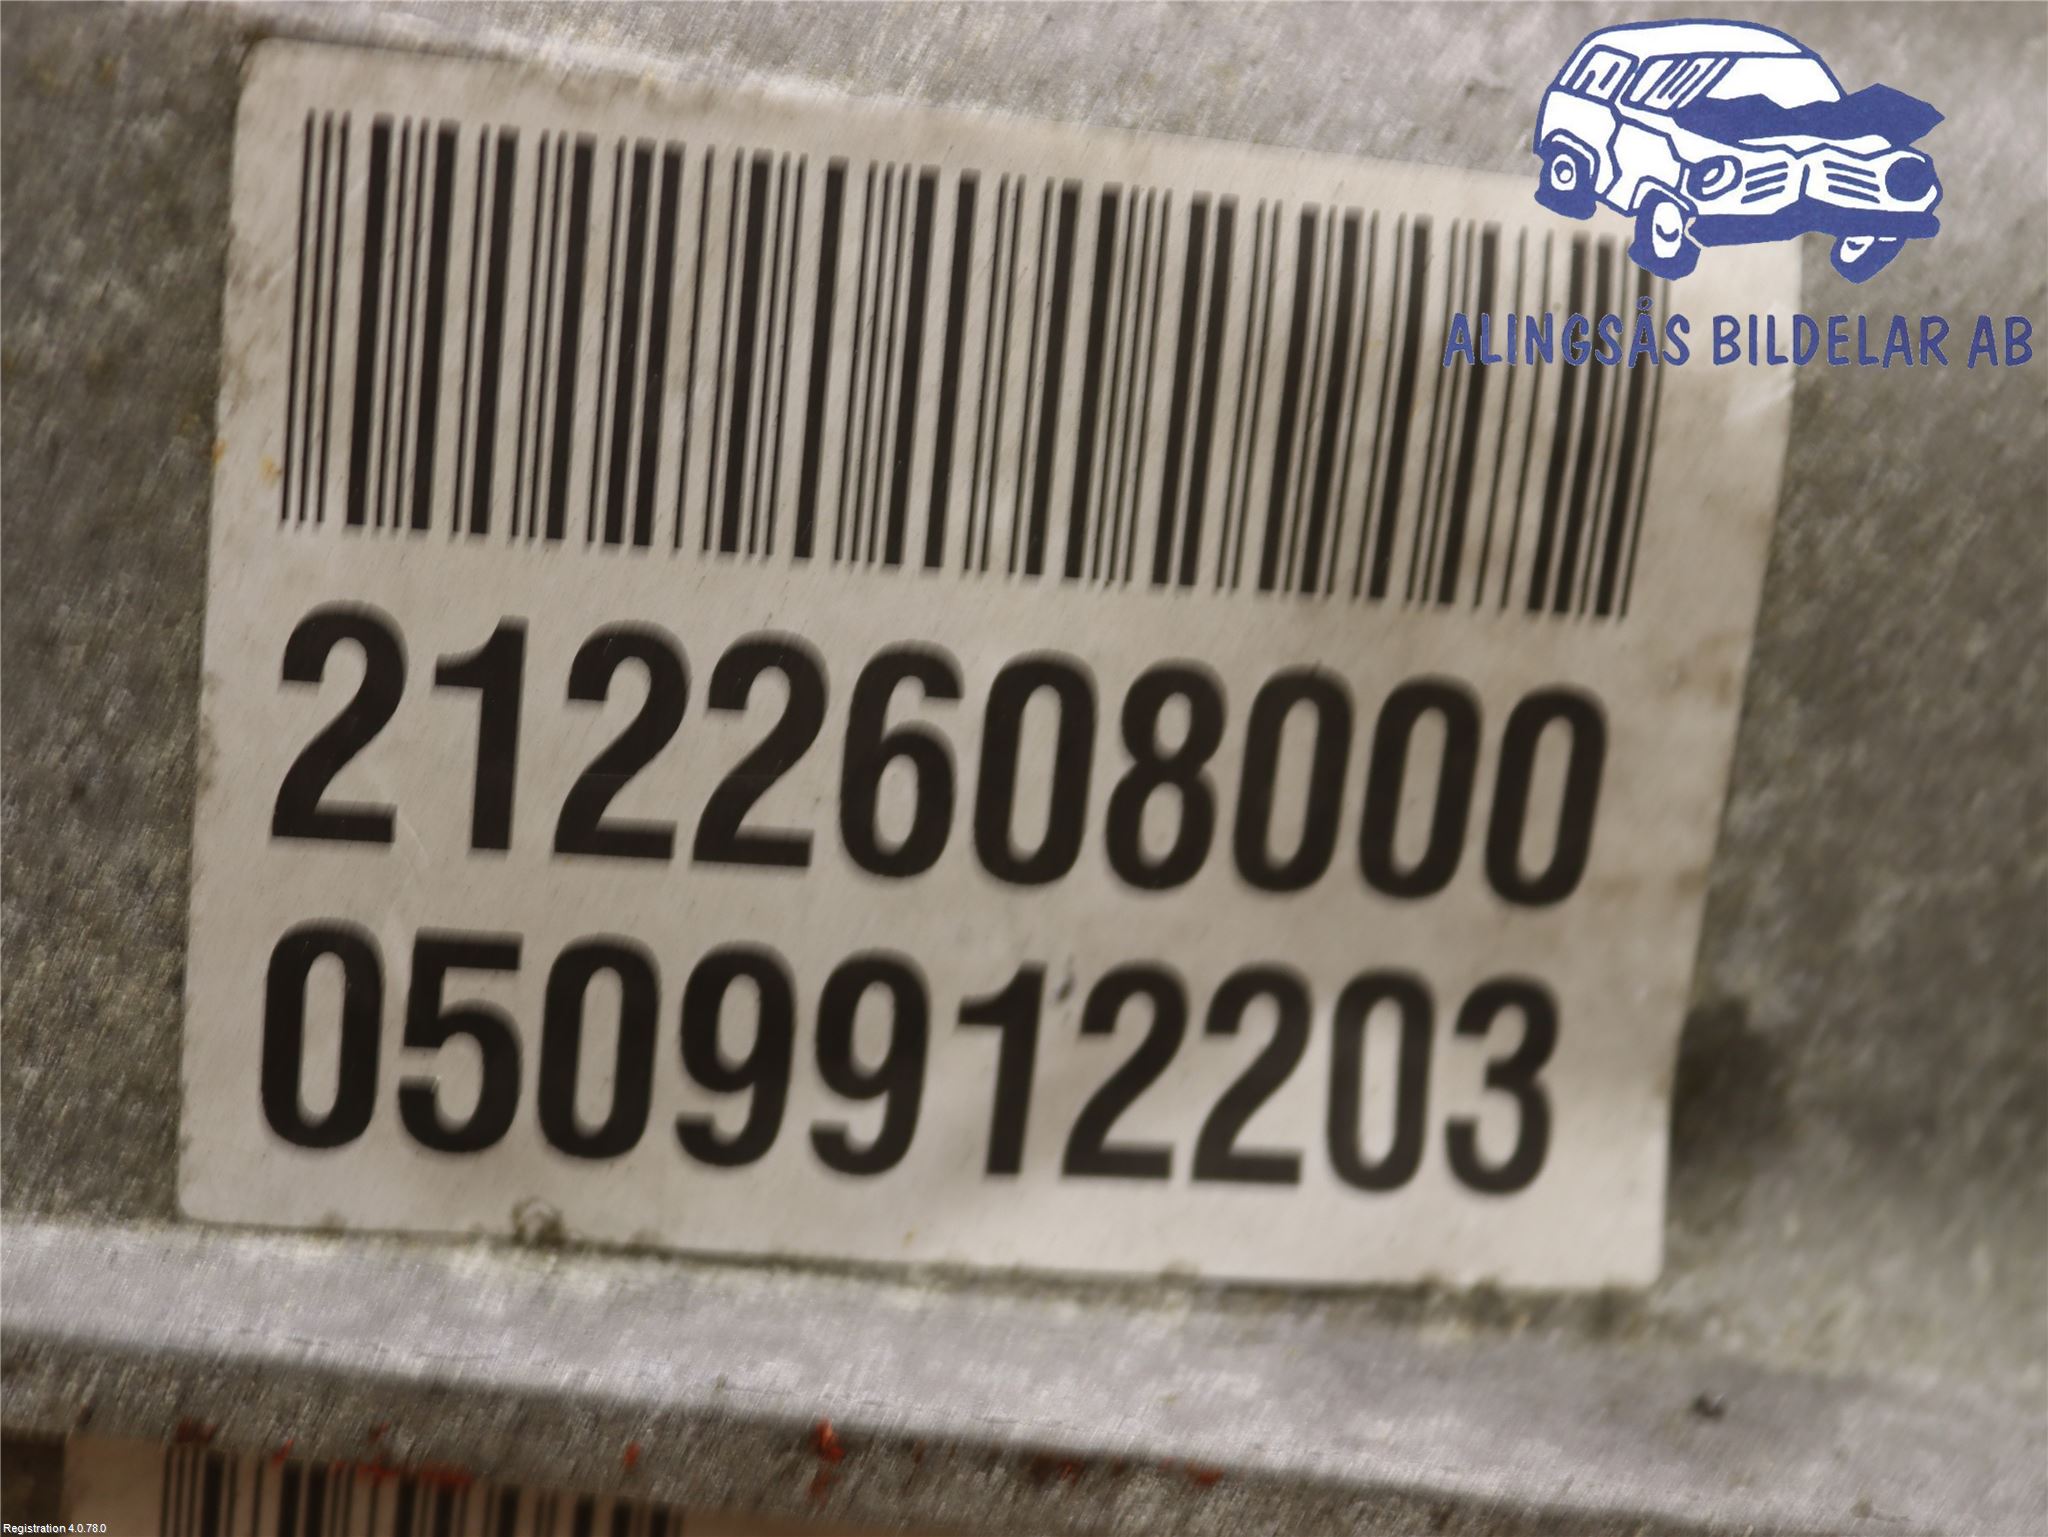 ALINGSÅS BILDELAR AB
2122608000
0509912203
Registration 4.0.78.0